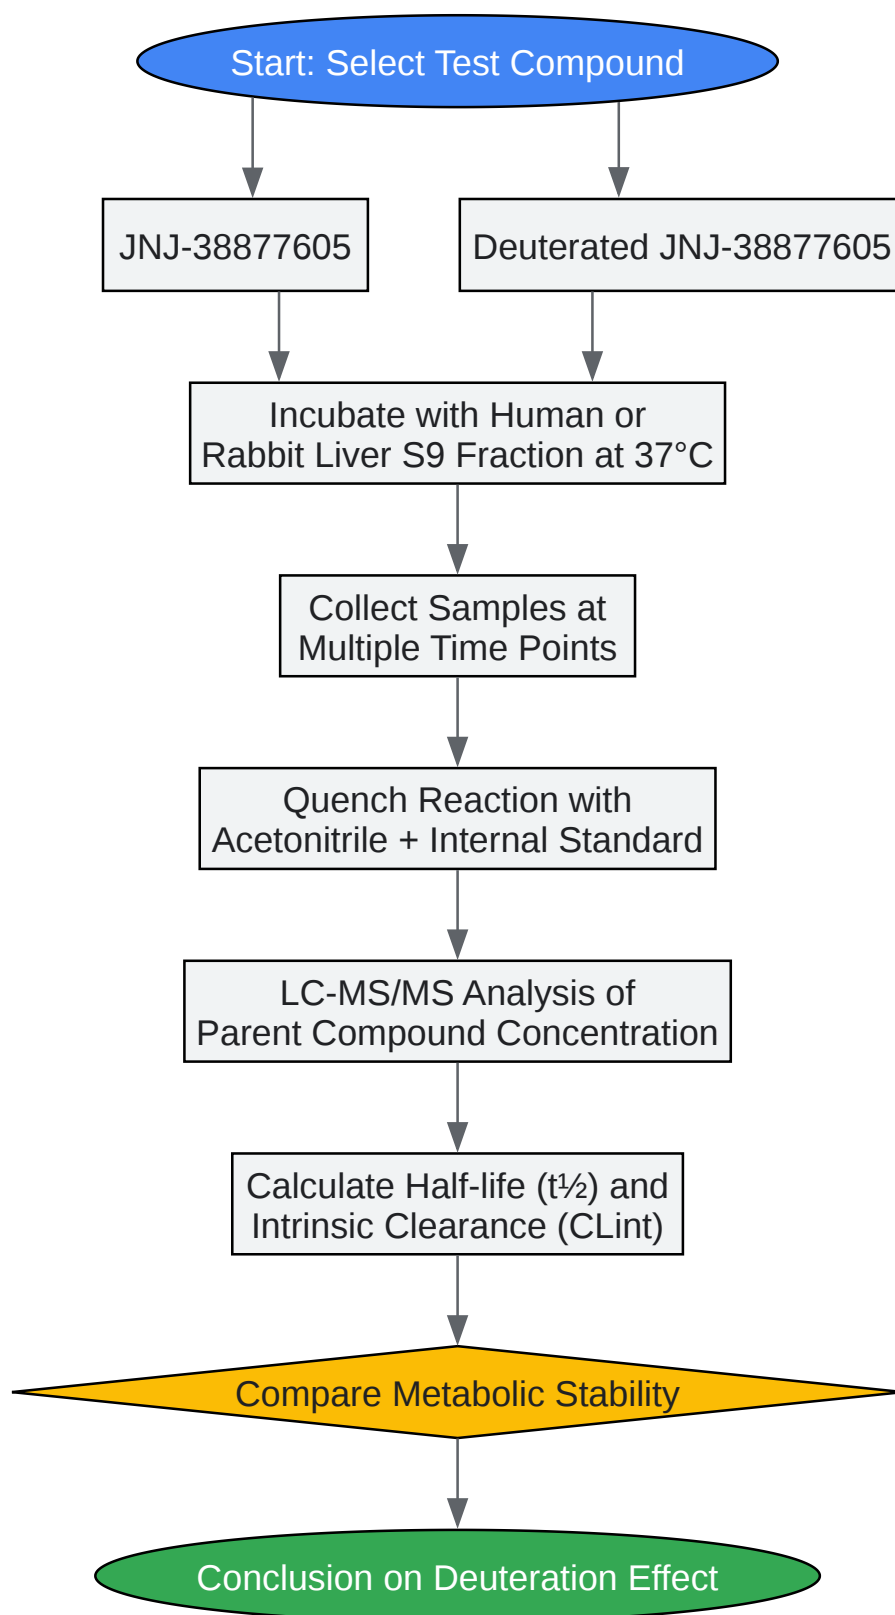 Start: Select Test Compound
JNJ-38877605
Deuterated JNJ-38877605
Incubate with Human or
Rabbit Liver S9 Fraction at 37°C
Collect Samples at
Multiple Time Points
Quench Reaction with
Acetonitrile + Internal Standard
LC-MS/MS Analysis of
Parent Compound Concentration
Calculate Half-life (t½) and
Intrinsic Clearance (CLint)
Compare Metabolic Stability
Conclusion on Deuteration Effect